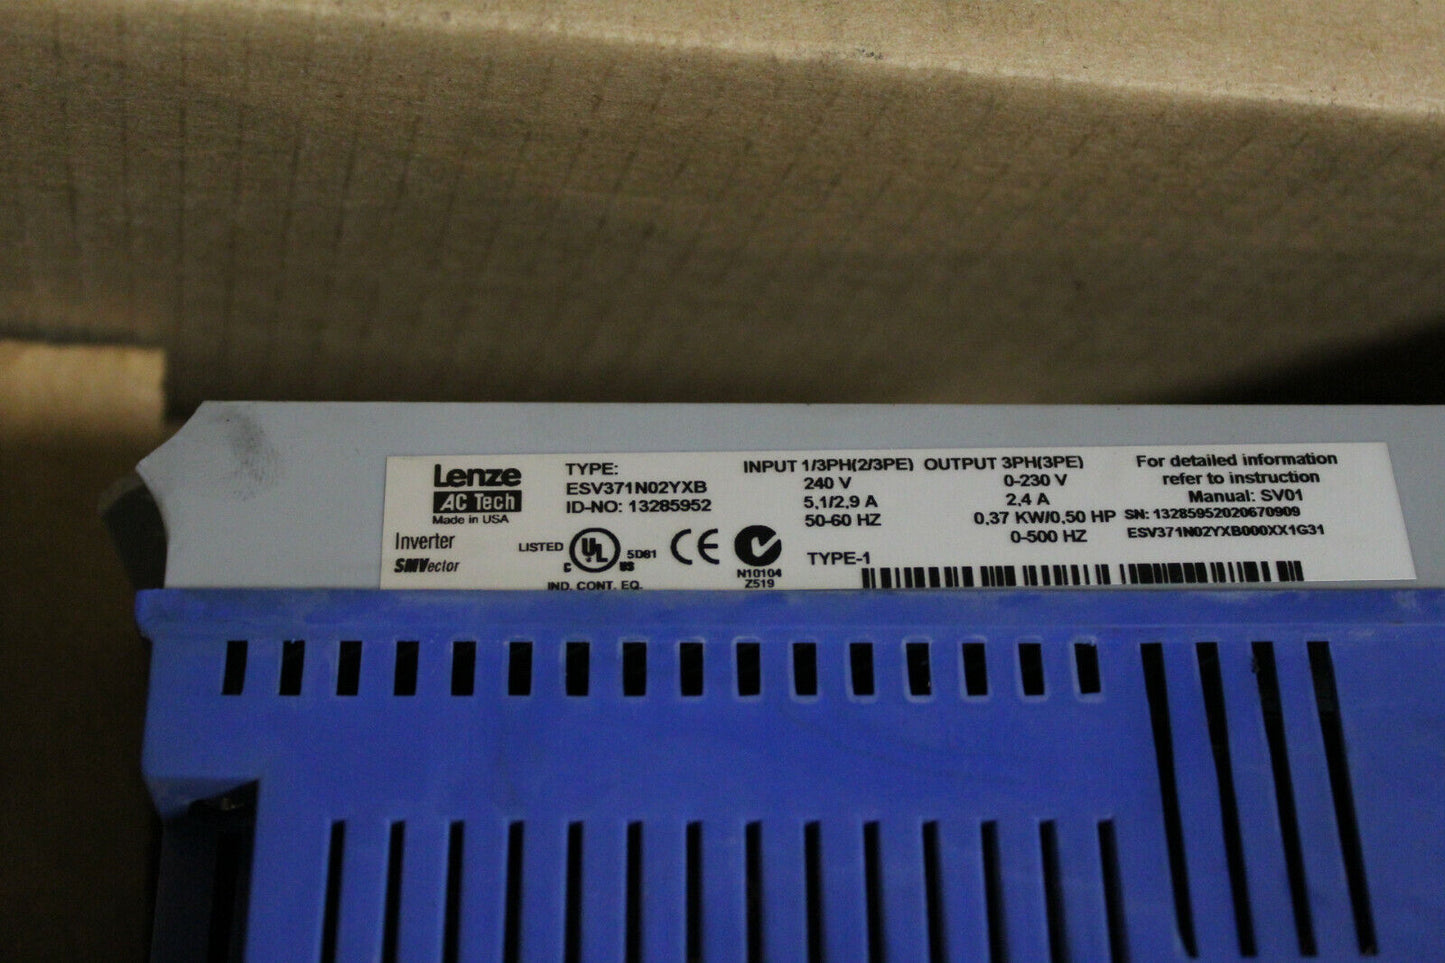 Lenze
AC Tech
Made in USA
Inverter
SMVector
TYPE:
ESV371N02YXB
ID-NO: 13285952
LISTED
C UL US
5D81
IND. CONT. EQ.
CE
N10104
Z519
INPUT 1/3PH(2/3PE)
240 V
5,1/2,9 A
50-60 HZ
TYPE-1
OUTPUT 3PH(3PE)
0-230 V
2,4 A
0,37 KW/0,50 HP
0-500 HZ
For detailed information
refer to instruction
Manual: SV01
SN: 13285952020670909
ESV371N02YXB000XX1G31